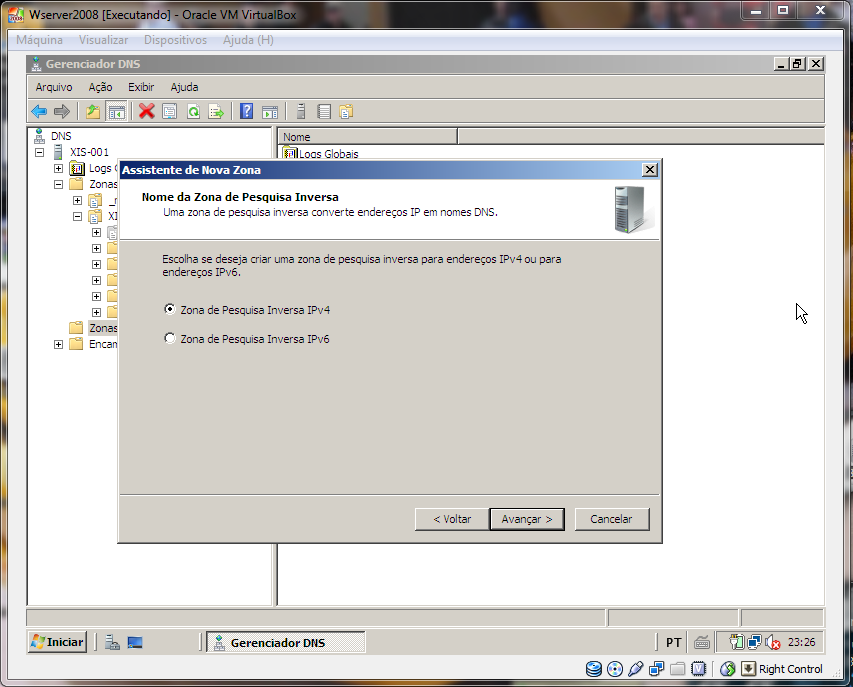 Wserver2008 [Executando] - Oracle VM VirtualBox
Máquina Visualizar Dispositivos Ajuda (H)
Gerenciador DNS
Arquivo Ação Exibir Ajuda
DNS
XIS-001
Logs
Zonas
Zonas
Encam
Nome
Logs Globais
Assistente de Nova Zona
Nome da Zona de Pesquisa Inversa
Uma zona de pesquisa inversa converte endereços IP em nomes DNS.
Escolha se deseja criar uma zona de pesquisa inversa para endereços IPv4 ou para
endereços IPv6.
Zona de Pesquisa Inversa IPv4
Zona de Pesquisa Inversa IPv6
< Voltar Avançar > Cancelar
Iniciar Gerenciador DNS PT 23:26
Right Control